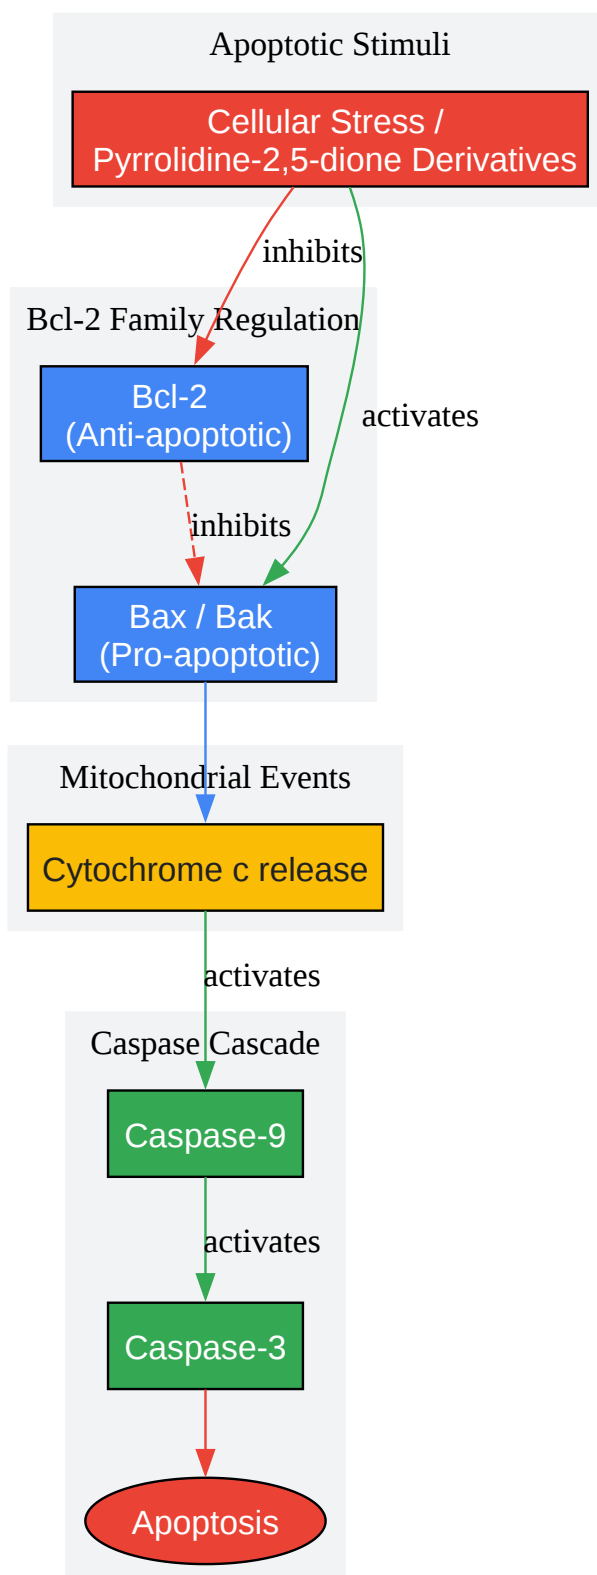 Apoptotic Stimuli
Cellular Stress /
Pyrrolidine-2,5-dione Derivatives
inhibits
Bcl-2 Family Regulation
Bcl-2
(Anti-apoptotic)
activates
inhibits
Bax / Bak
(Pro-apoptotic)
Mitochondrial Events
Cytochrome c release
activates
Caspase Cascade
Caspase-9
activates
Caspase-3
Apoptosis